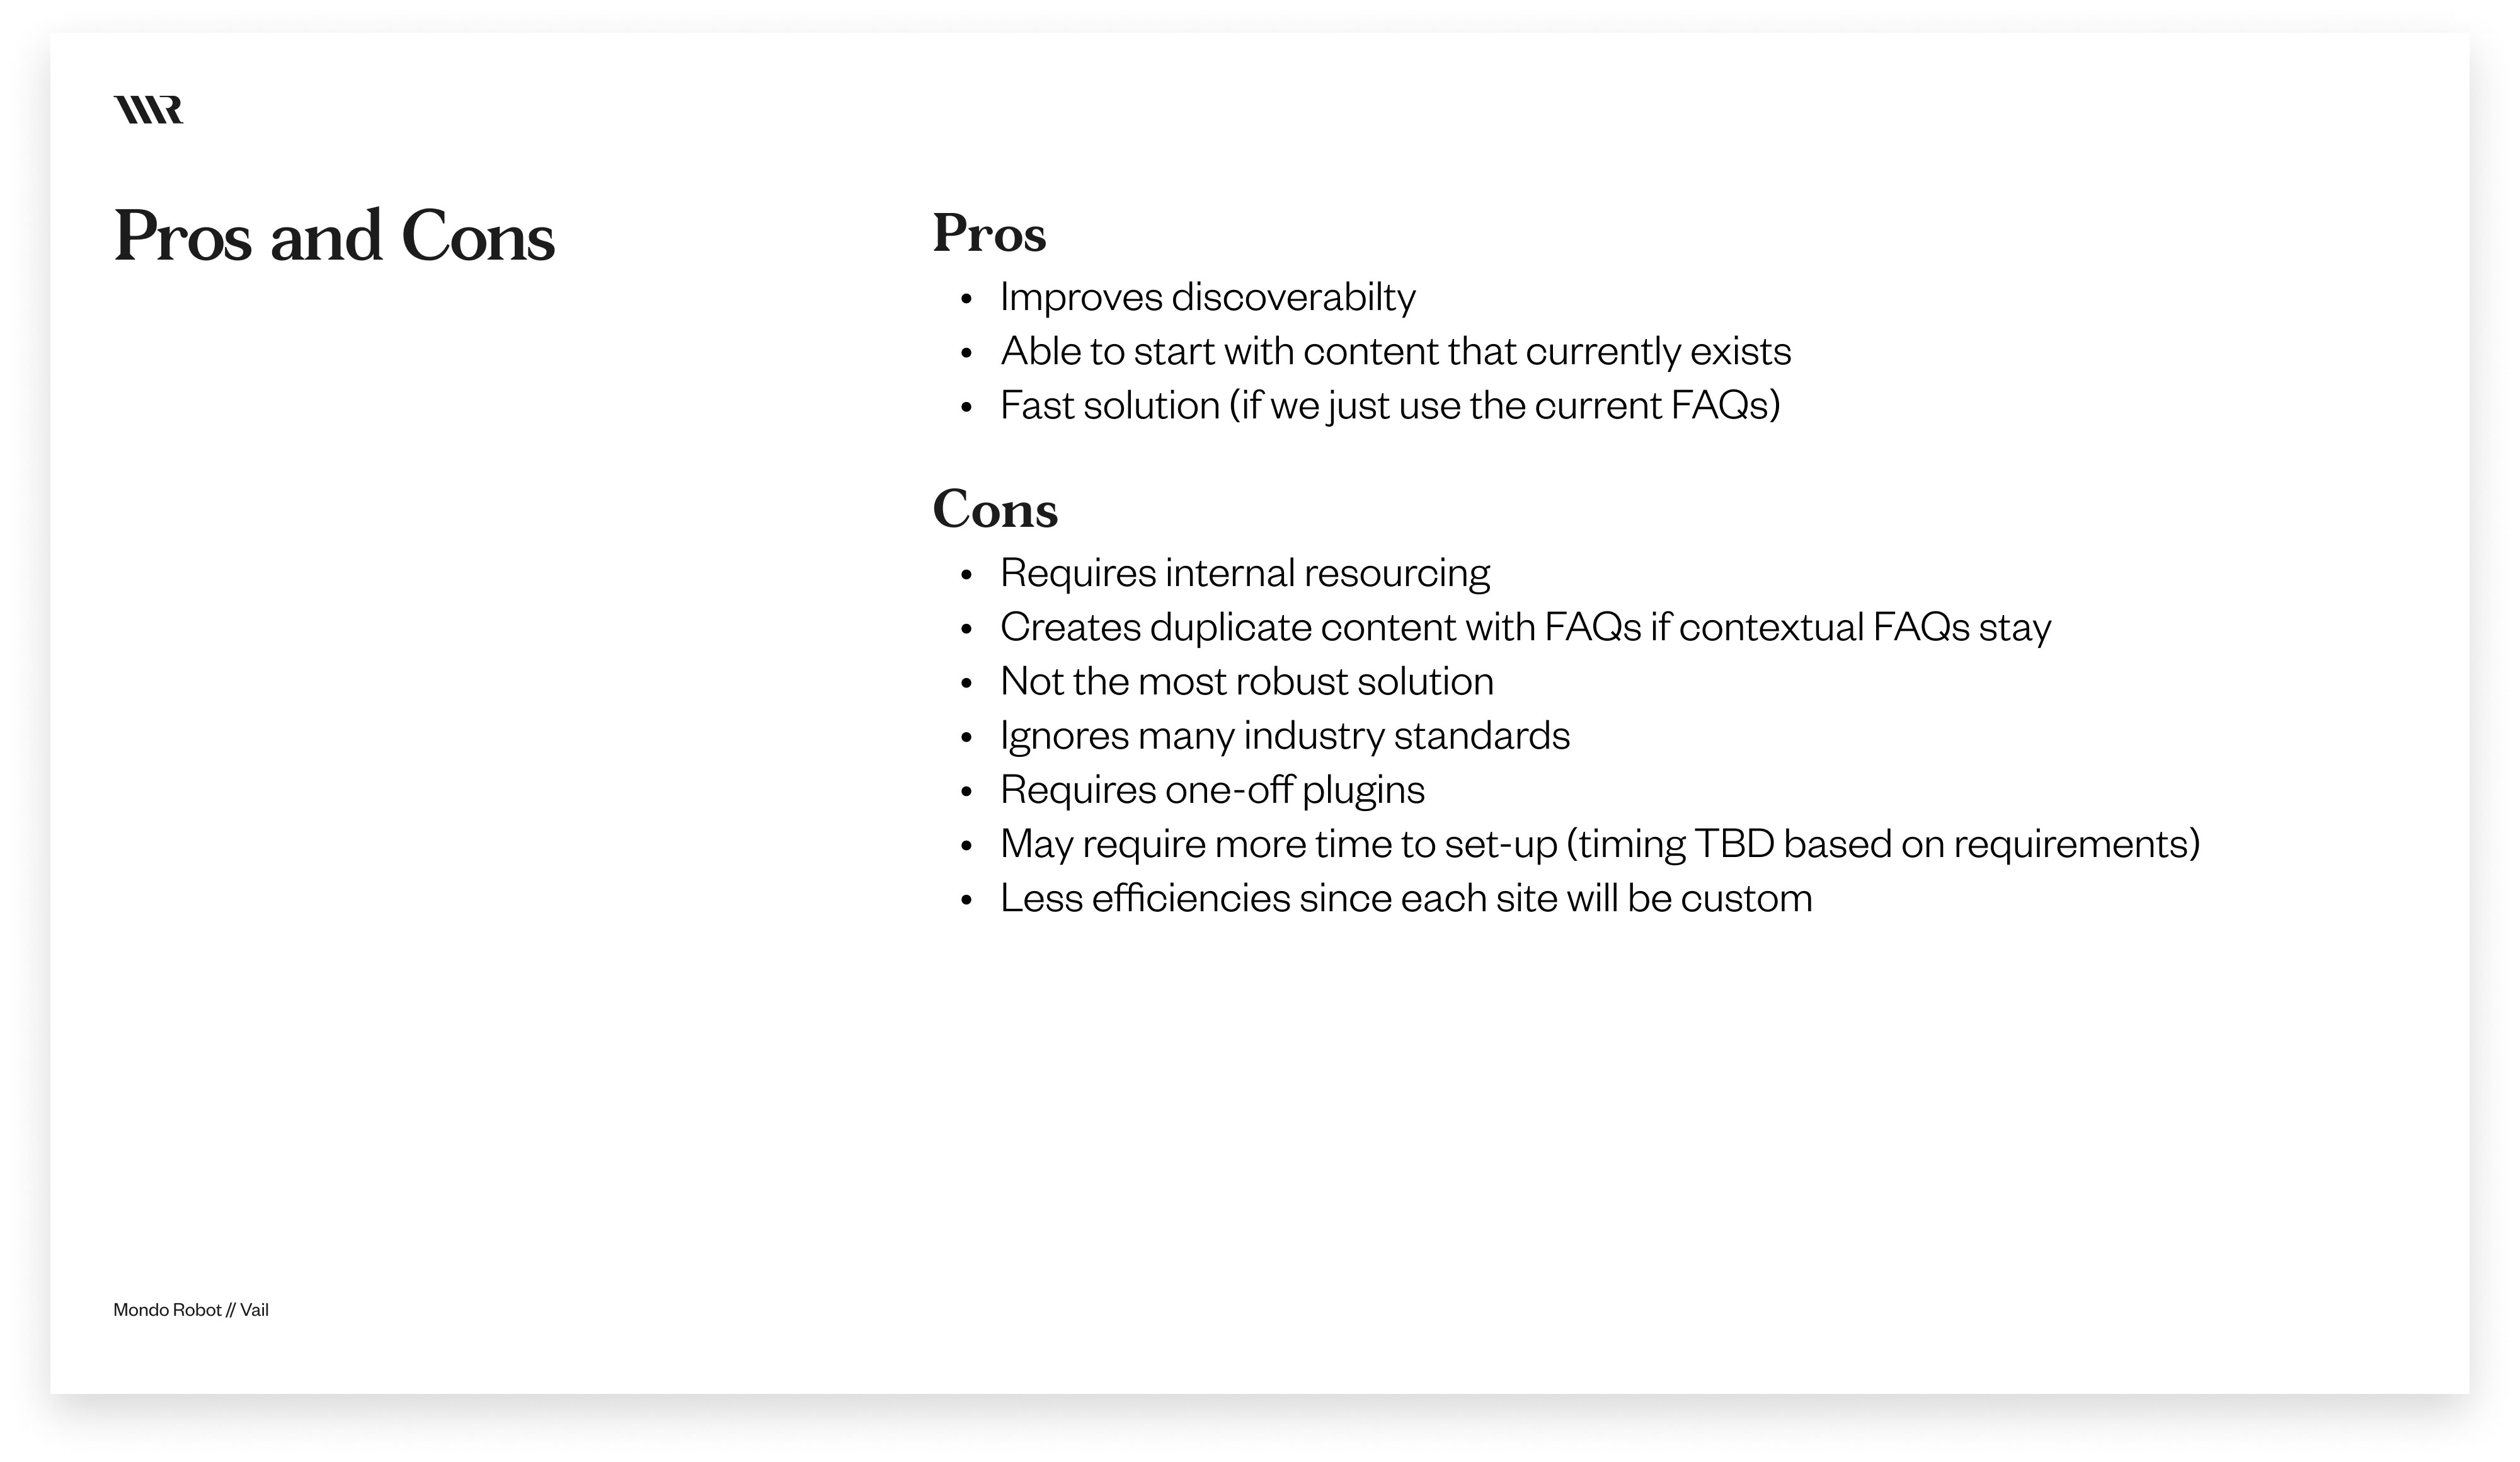 MR
Pros and Cons
Pros
• Improves discoverabilty
• Able to start with content that currently exists
• Fast solution (if we just use the current FAQs)
Cons
• Requires internal resourcing
• Creates duplicate content with FAQs if contextual FAQs stay
• Not the most robust solution
• Ignores many industry standards
• Requires one-off plugins
• May require more time to set-up (timing TBD based on requirements)
• Less efficiencies since each site will be custom
Mondo Robot // Vail